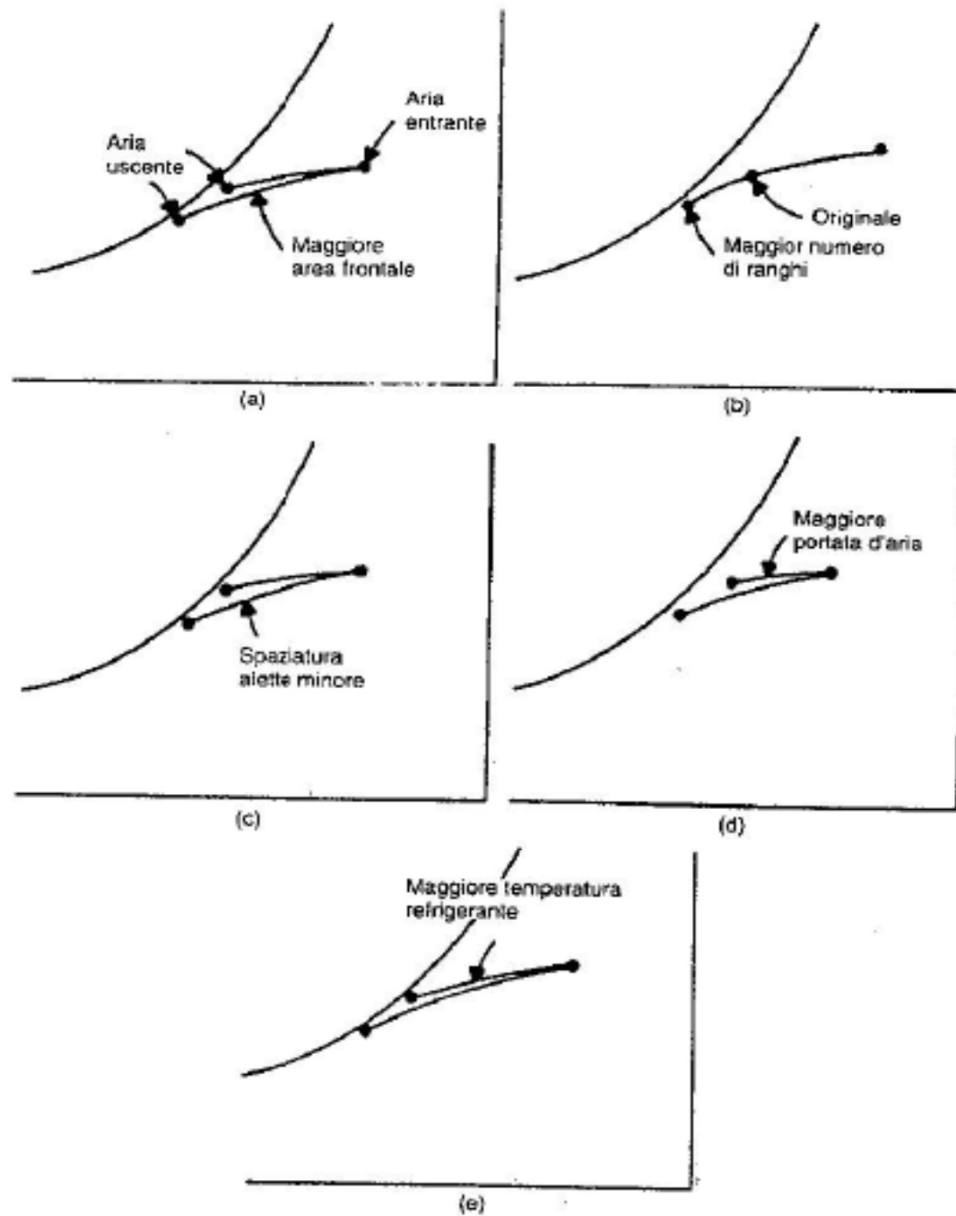 Aria
entrante
Aria
uscente
Maggiore
area frontale
(a)
Originale
Maggior numero
di ranghi
(b)
Spaziatura
alette minore
(c)
Maggiore
portata d'aria
(d)
Maggiore temperatura
refrigerante
(e)